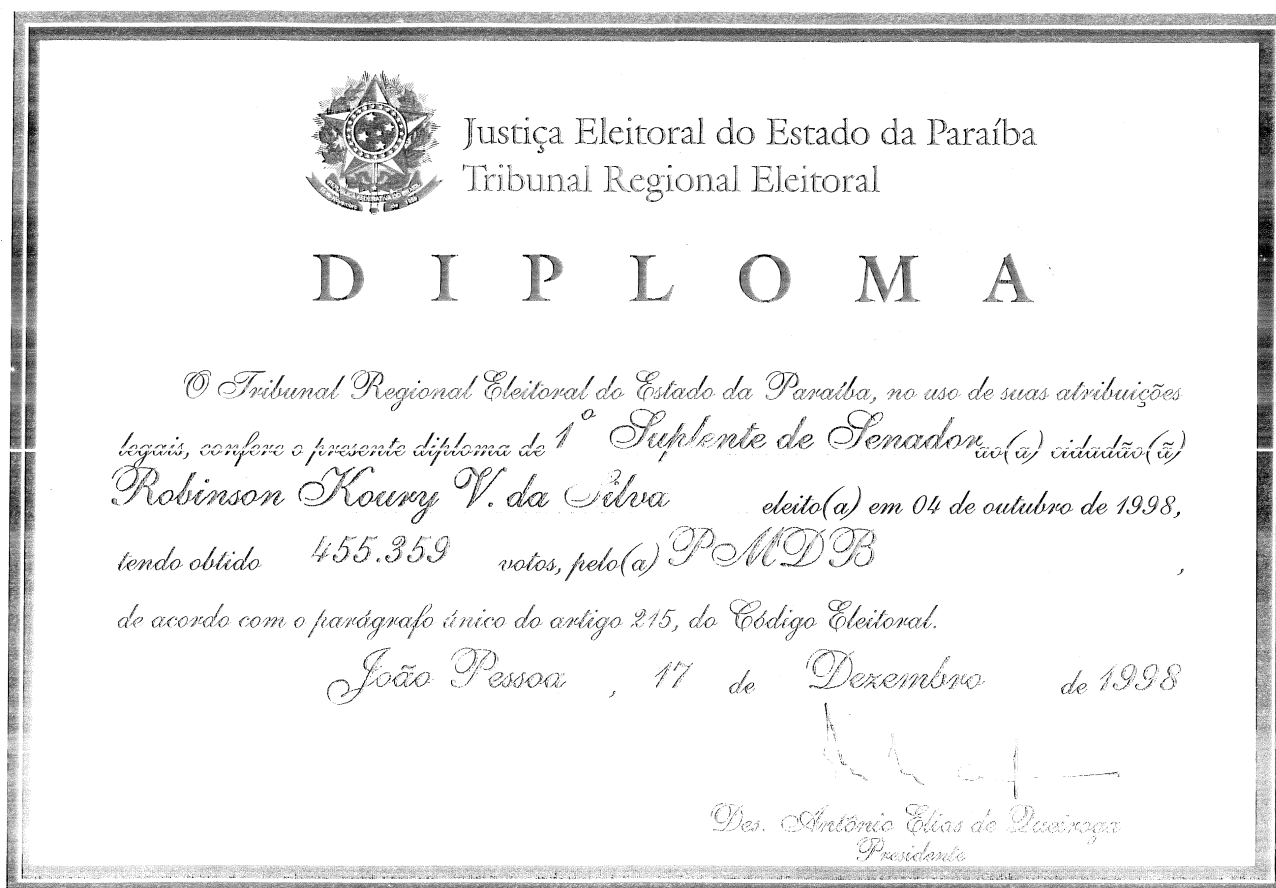 Justiça Eleitoral do Estado da Paraíba
Tribunal Regional Eleitoral
DIPLOMA
O Tribunal Regional Eleitoral do Estado da Paraíba, no uso de suas atribuições
legais, confere o presente diploma de 1º Suplente de Senador ao(a) cidadão(ã)
Robinson Koury V. da Silva eleito(a) em 04 de outubro de 1998,
tendo obtido 455.359 votos, pelo(a) PMDB,
de acordo com o parágrafo único do artigo 215, do Código Eleitoral.
João Pessoa, 17 de Dezembro de 1998
Des. Antônio Elias de Queiroga
Presidente